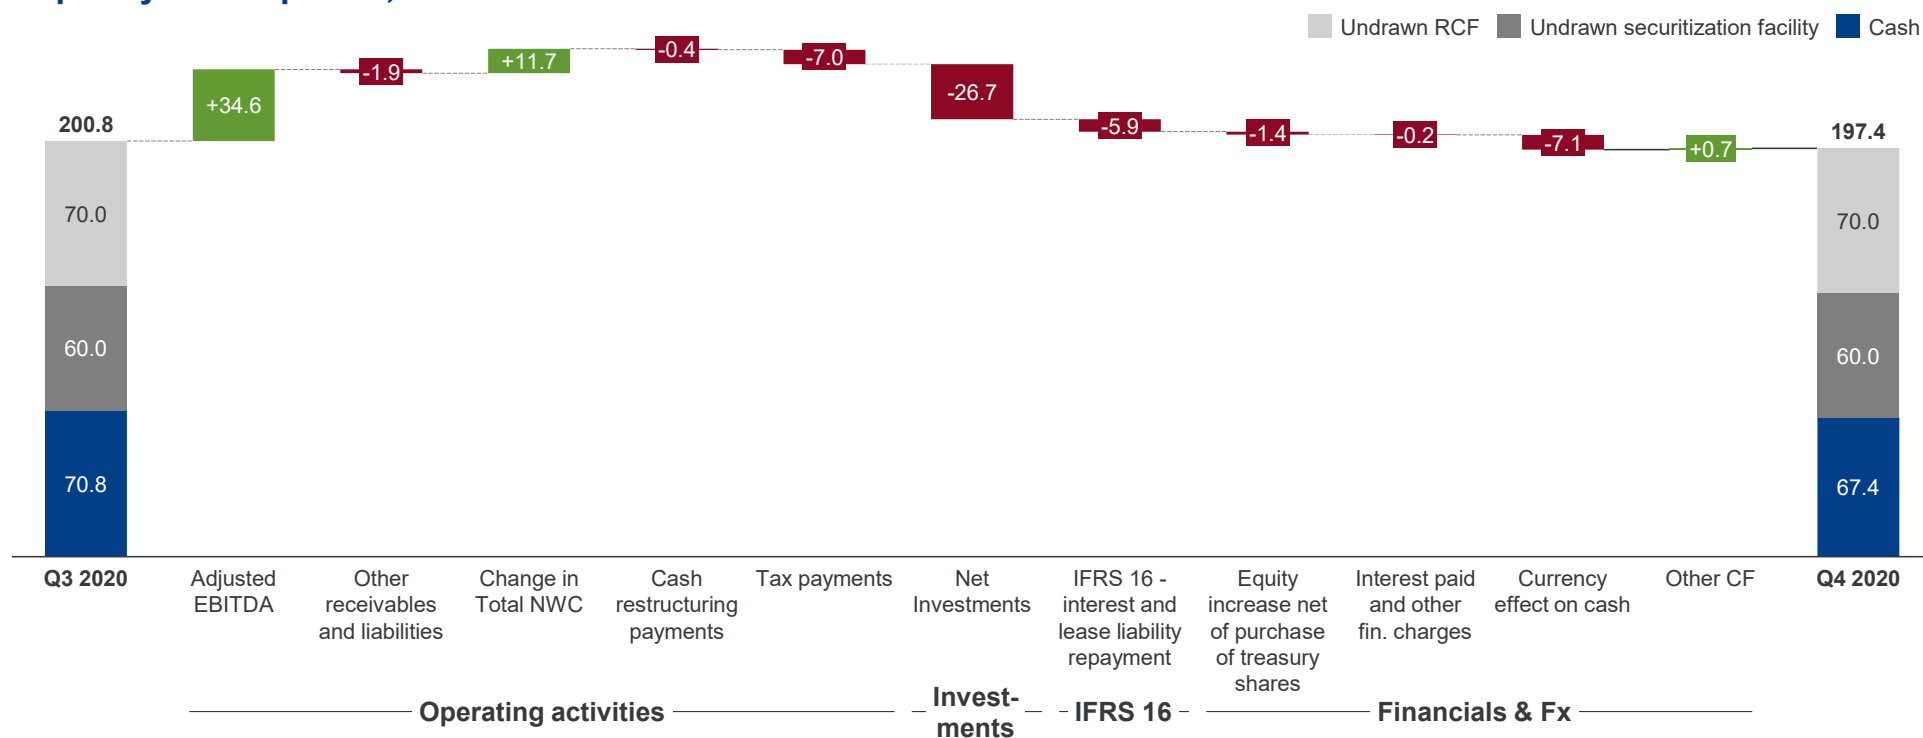 Undrawn RCF
Undrawn securitization facility
Cash
200.8
+34.6
-1.9
+11.7
-0.4
-7.0
-26.7
-5.9
-1.4
-0.2
-7.1
+0.7
197.4
70.0
60.0
70.8
70.0
60.0
67.4
Q3 2020
Adjusted
EBITDA
Other
receivables
and liabilities
Change in
Total NWC
Cash
restructuring
payments
Tax payments
Net
Investments
IFRS 16 -
interest and
lease liability
repayment
Equity
increase net
of purchase
of treasury
shares
Interest paid
and other
fin. charges
Currency
effect on cash
Other CF
Q4 2020
Operating activities
Invest-
ments
IFRS 16
Financials & Fx